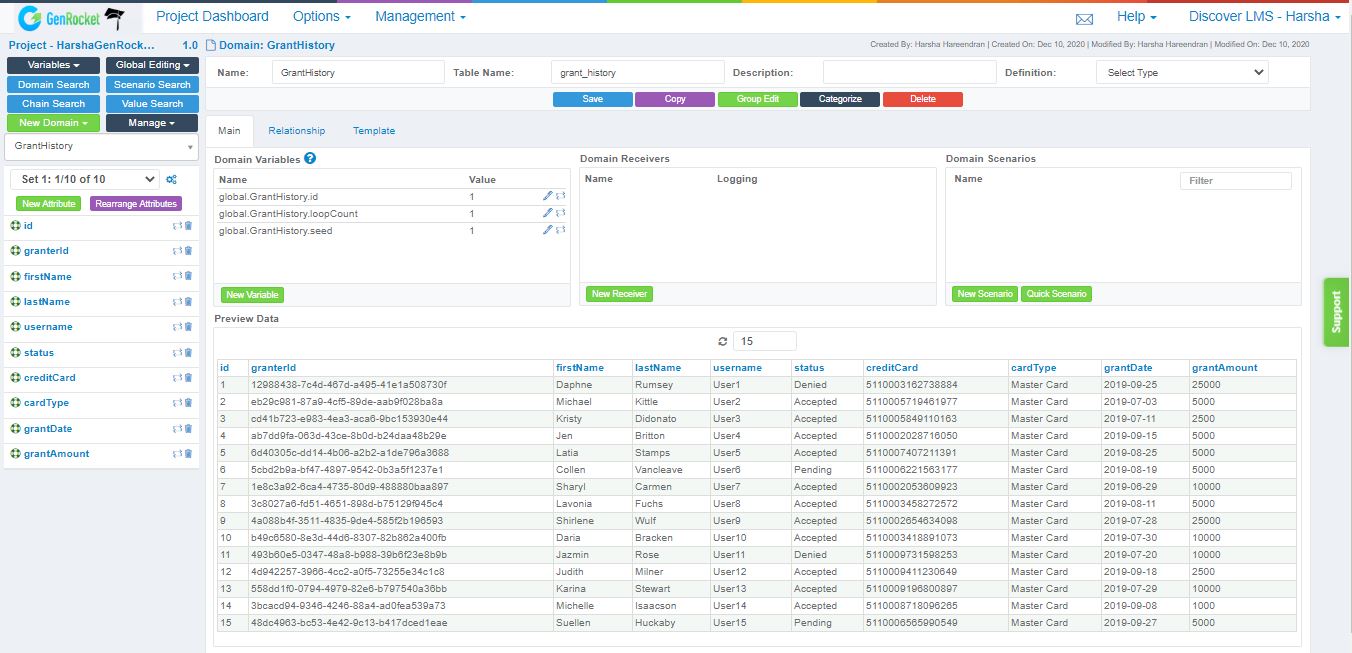 GenRocket Project Dashboard Options Management Help Discover LMS - Harsha
Project - HarshaGenRock... 1.0 Domain: GrantHistory Created By: Harsha Hareendran | Created On: Dec 10, 2020 | Modified By: Harsha Hareendran | Modified On: Dec 10, 2020
Variables Global Editing
Domain Search Scenario Search
Chain Search Value Search
New Domain Manage
GrantHistory
Set 1: 1/10 of 10
New Attribute Rearrange Attributes
id
granterId
firstName
lastName
username
status
creditCard
cardType
grantDate
grantAmount
Name: GrantHistory Table Name: grant_history Description: Definition: Select Type
Save Copy Group Edit Categorize Delete
Main Relationship Template
Domain Variables ?
Name Value
global.GrantHistory.id 1
global.GrantHistory.loopCount 1
global.GrantHistory.seed 1
New Variable
Domain Receivers
Name Logging
New Receiver
Domain Scenarios
Name Filter
New Scenario Quick Scenario
Preview Data
15
id granterId firstName lastName username status creditCard cardType grantDate grantAmount
1 12988438-7c4d-467d-a495-41e1a508730f Daphne Rumsey User1 Denied 5110003162738884 Master Card 2019-09-25 25000
2 eb29c981-87a9-4cf5-89de-aab9f028ba8a Michael Kittle User2 Accepted 5110005719461977 Master Card 2019-07-03 5000
3 cd41b723-e983-4ea3-aca6-9bc153930e44 Kristy Didonato User3 Accepted 5110005849110163 Master Card 2019-07-11 2500
4 ab7dd9fa-063d-43ce-8b0d-b24daa48b29e Jen Britton User4 Accepted 5110002028716050 Master Card 2019-09-15 5000
5 6d40305c-dd14-4b06-a2b2-a1de796a3688 Latia Stamps User5 Accepted 5110007407211391 Master Card 2019-08-25 5000
6 5cbd2b9a-bf47-4897-9542-0b3a5f1237e1 Collen Vancleave User6 Pending 5110006221563177 Master Card 2019-08-19 5000
7 1e8c3a92-6ca4-4735-80d9-488880baa897 Sharyl Carmen User7 Accepted 5110002053609923 Master Card 2019-06-29 10000
8 3c8027a6-fd51-4651-898d-b75129f945c4 Lavonia Fuchs User8 Accepted 5110003458272572 Master Card 2019-08-11 5000
9 4a088b4f-3511-4835-9de4-585f2b196593 Shirlene Wulf User9 Accepted 5110002654634098 Master Card 2019-07-28 25000
10 b49c6580-8e3d-44d6-8307-82b862a400fb Daria Bracken User10 Accepted 5110003418891073 Master Card 2019-07-30 10000
11 493b60e5-0347-48a8-b988-39b6f23e8b9b Jazmin Rose User11 Denied 5110009731598253 Master Card 2019-07-20 10000
12 4d942257-3966-4cc2-a0f5-73255e34c1c8 Judith Milner User12 Accepted 5110009411230649 Master Card 2019-09-18 2500
13 558dd1f0-0794-4979-82e6-b797540a36bb Karina Stewart User13 Accepted 5110009196800897 Master Card 2019-07-29 10000
14 3bcacd94-9346-4246-88a4-ad0fea539a73 Michelle Isaacson User14 Accepted 5110008718096265 Master Card 2019-09-08 1000
15 48dc4963-bc53-4e42-9c13-b417dced1eae Suellen Huckaby User15 Pending 5110006565990549 Master Card 2019-09-27 5000
Support